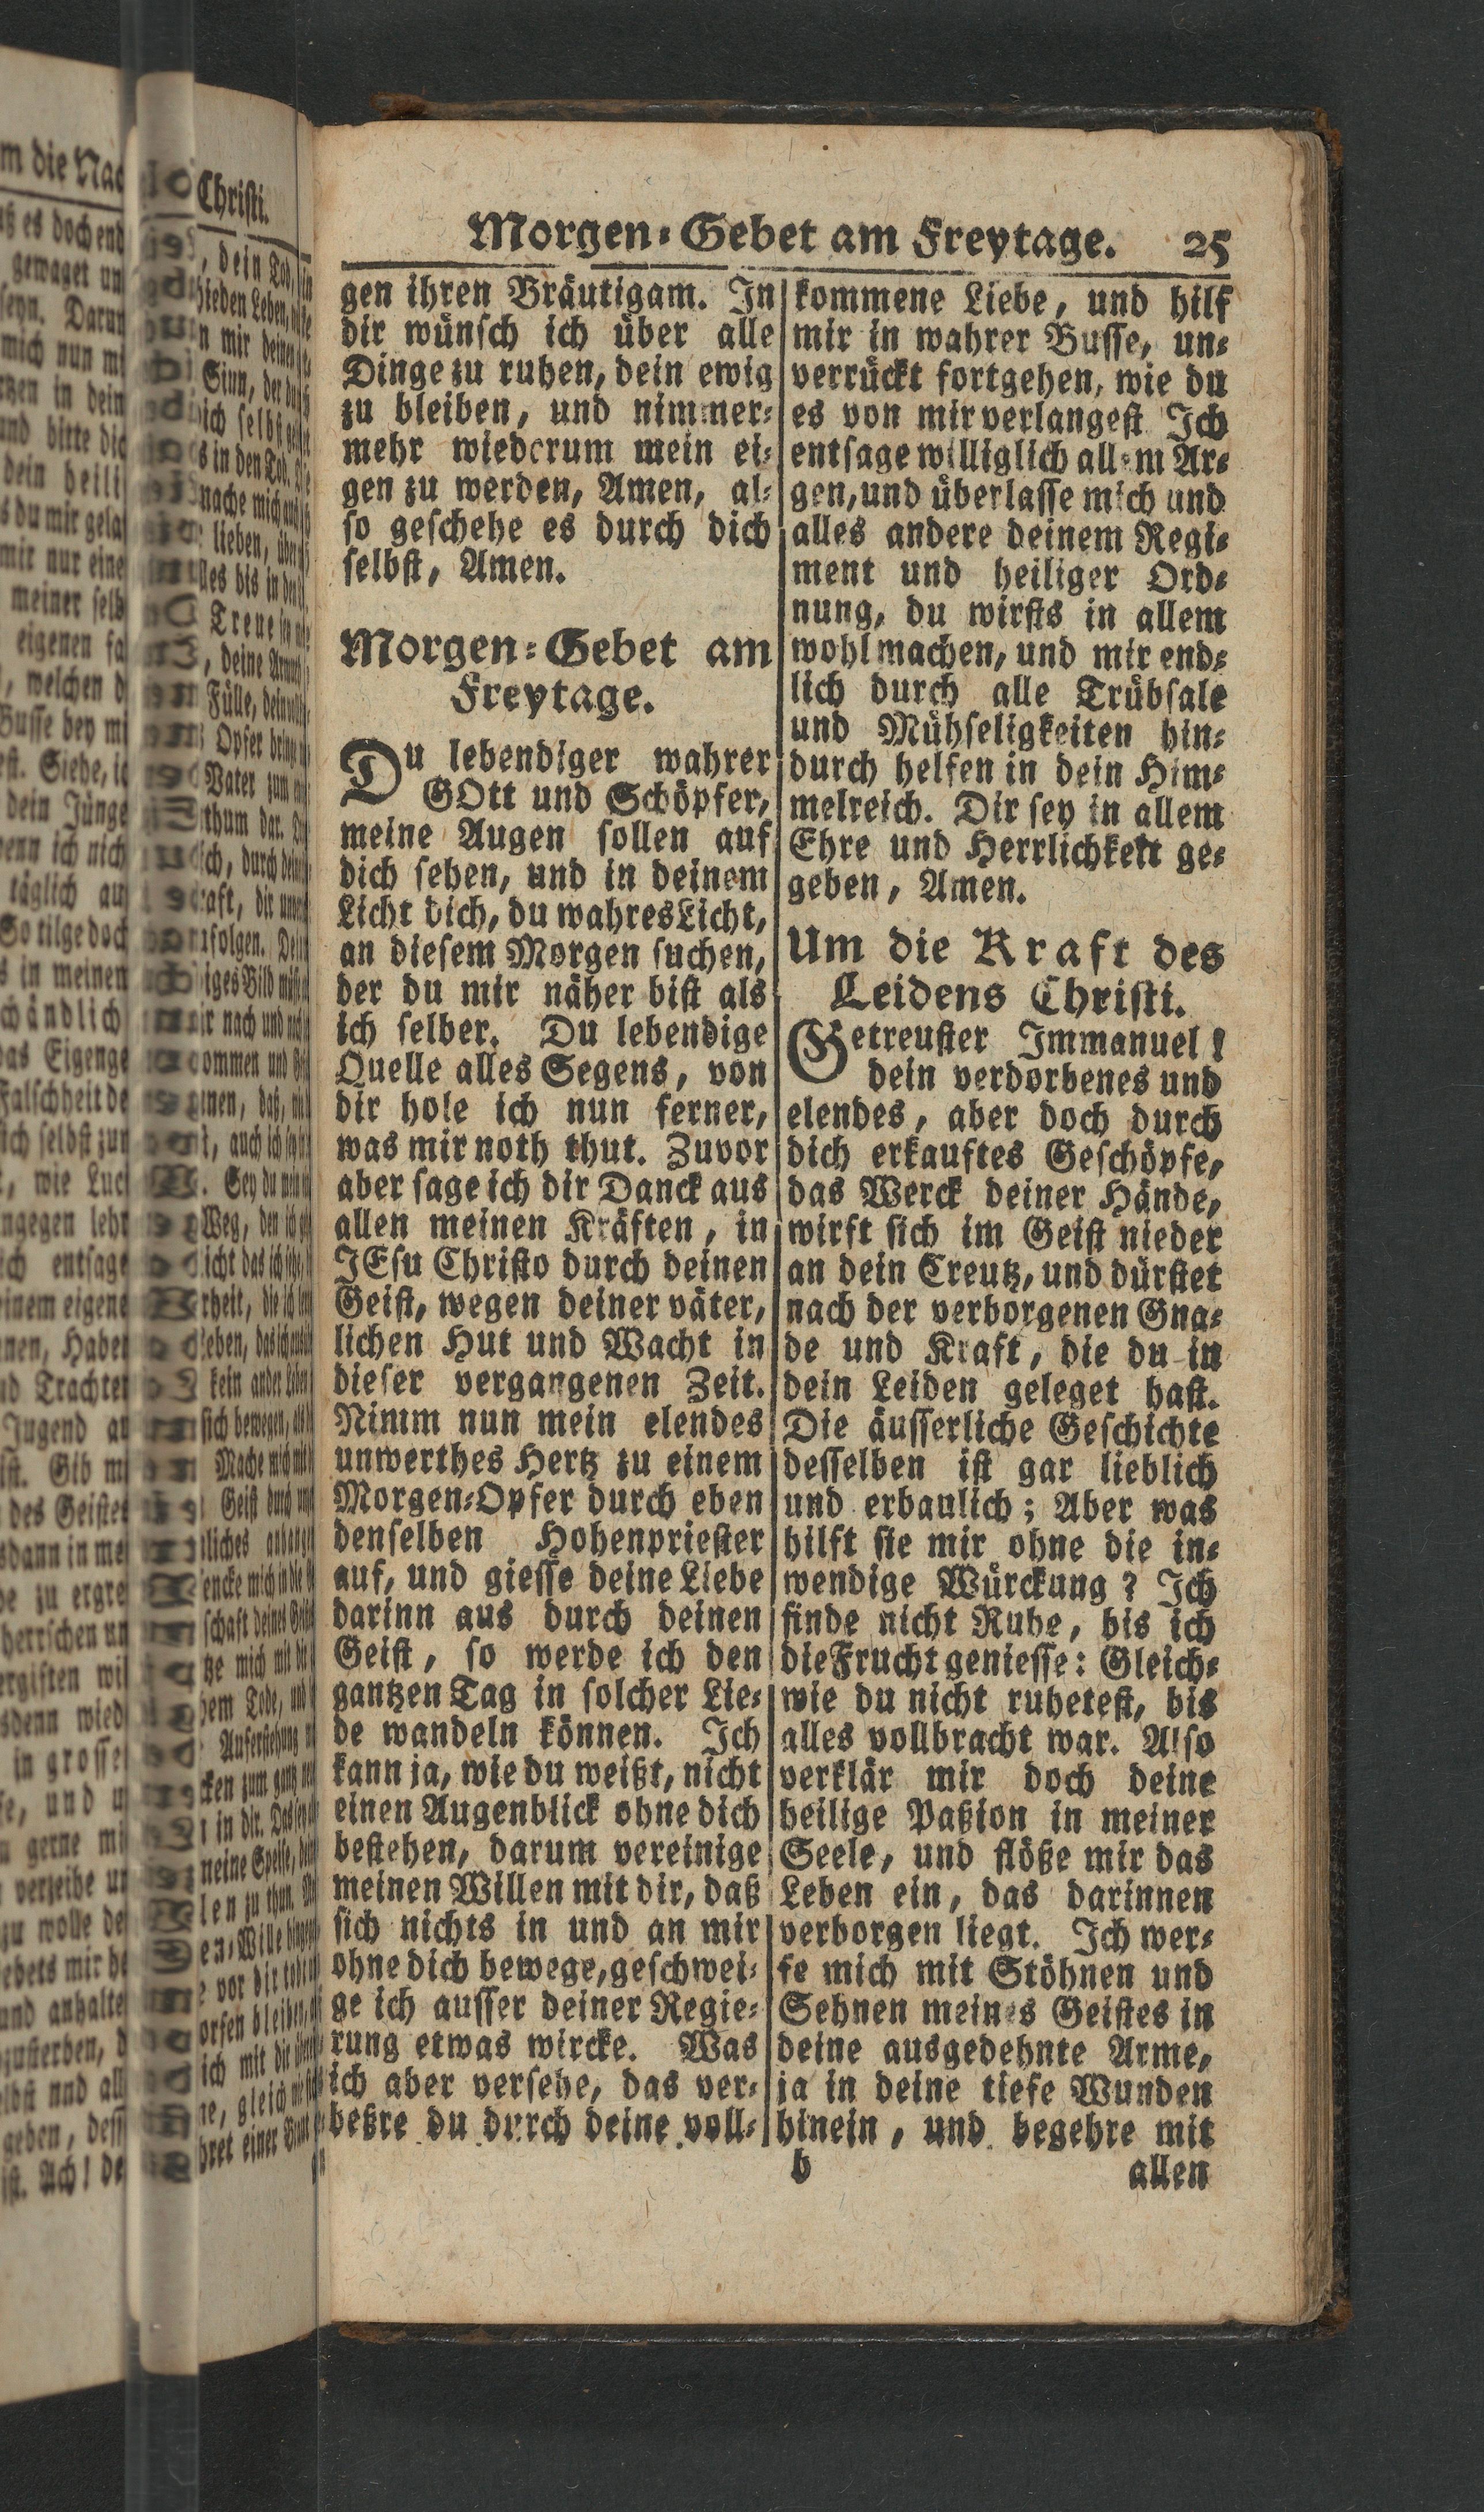 Morgen-Gebet am Freytage. 25
gen ihren Bräutigam. In
dir wünsch ich über alle
Dinge zu ruhen, dein ewig
zu bleiben, und nimmer-
mehr wiederum mein ei-
gen zu werden, Amen, al-
so geschehe es durch dich
selbst, Amen.
Morgen-Gebet am
Freytage.
Du lebendiger wahrer
GOtt und Schöpfer,
meine Augen sollen auf
dich sehen, und in deinem
Licht dich, du wahres Licht,
an diesem Morgen suchen,
der du mir näher bist als
ich selber. Du lebendige
Quelle alles Segens, von
dir hole ich nun ferner,
was mir noth thut. Zuvor
aber sage ich dir Danck aus
allen meinen Kräften, in
JEsu Christo durch deinen
Geist, wegen deiner väter,
lichen Hut und Wacht in
dieser vergangenen Zeit.
Nimm nun mein elendes
unwerthes Hertz zu einem
Morgen-Opfer durch eben
denselben Hohenpriester
auf, und giesse deine Liebe
darinn aus durch deinen
Geist, so werde ich den
gantzen Tag in solcher Lie-
de wandeln können. Ich
kann ja, wie du weißt, nicht
einen Augenblick ohne dich
bestehen, darum vereinige
meinen Willen mit dir, daß
sich nichts in und an mir
ohne dich bewege, geschwei-
ge ich ausser deiner Regie-
rung etwas wircke. Was
ich aber versehe, das ver-
beßre du durch deine voll-
kommene Liebe, und hilf
mir in wahrer Busse, un-
verrückt fortgehen, wie du
es von mir verlangest Ich
entsage williglich allem Ar-
gen, und überlasse mich und
alles andere deinem Regi-
ment und heiliger Ord-
nung, du wirsts in allem
wohl machen, und mir end-
lich durch alle Trübsale
und Mühseligkeiten hin-
durch helfen in dein Him-
melreich. Dir sey in allem
Ehre und Herrlichkeit ge-
geben, Amen.
Um die Kraft des
Leidens Christi.
Getreuster Immanuel!
dein verdorbenes und
elendes, aber doch durch
dich erkauftes Geschöpfe,
das Werck deiner Hände,
wirft sich im Geist nieder
an dein Creutz, und dürstet
nach der verborgenen Gna-
de und Kraft, die du in
dein Leiden geleget hast.
Die äusserliche Geschichte
desselben ist gar lieblich
und erbaulich; Aber was
hilft sie mir ohne die in-
wendige Würckung? Ich
finde nicht Ruhe, bis ich
die Frucht geniesse: Gleich-
wie du nicht ruhetest, bis
alles vollbracht war. Also
verklär mir doch deine
heilige Paßion in meiner
Seele, und flöße mir das
Leben ein, das darinnen
verborgen liegt. Ich wer-
fe mich mit Stöhnen und
Sehnen meines Geistes in
deine ausgedehnte Arme,
ja in deine tiefe Wunden
hinein, und begehre mit
b allen